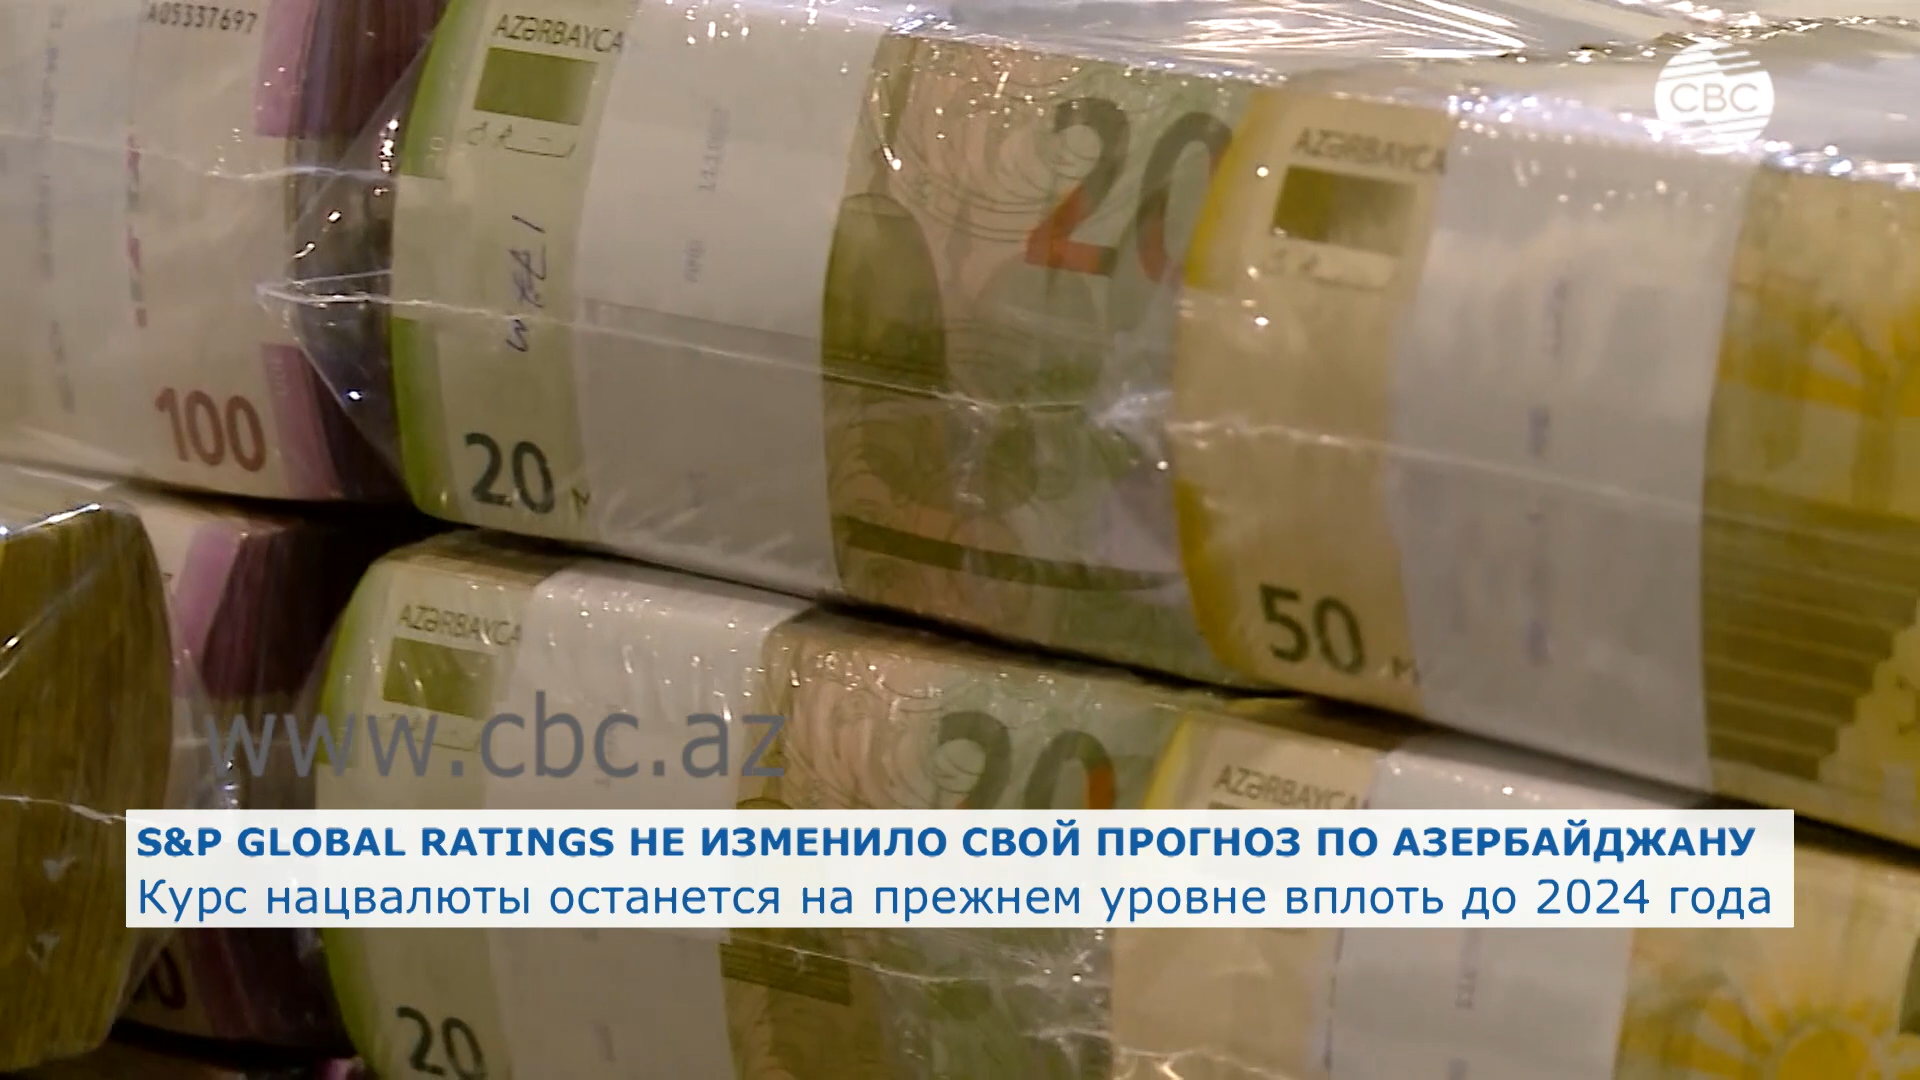 A05337697
AZƏRBAYCA
AZƏRBAYCA
CBC
20
100
20
50
AZƏRBAYCA
20
AZƏRBAYCA
www.cbc.az
S&P GLOBAL RATINGS НЕ ИЗМЕНИЛО СВОЙ ПРОГНОЗ ПО АЗЕРБАЙДЖАНУ
Курс нацвалюты останется на прежнем уровне вплоть до 2024 года
20